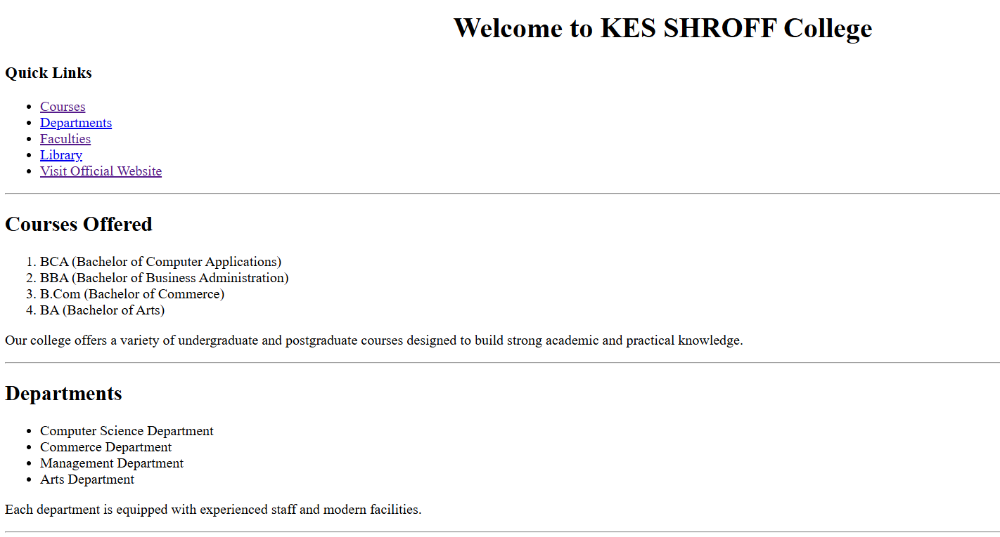 Welcome to KES SHROFF College
Quick Links
Courses
Departments
Faculties
Library
Visit Official Website
Courses Offered
1. BCA (Bachelor of Computer Applications)
2. BBA (Bachelor of Business Administration)
3. B.Com (Bachelor of Commerce)
4. BA (Bachelor of Arts)
Our college offers a variety of undergraduate and postgraduate courses designed to build strong academic and practical knowledge.
Departments
Computer Science Department
Commerce Department
Management Department
Arts Department
Each department is equipped with experienced staff and modern facilities.